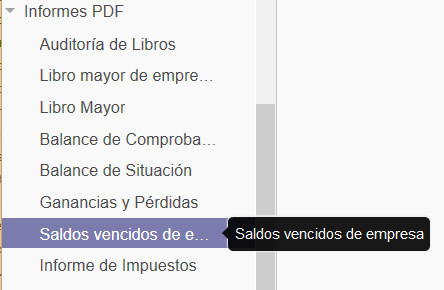 Informes PDF
Auditoría de Libros
Libro mayor de empre…
Libro Mayor
Balance de Comproba…
Balance de Situación
Ganancias y Pérdidas
Saldos vencidos de e… Saldos vencidos de empresa
Informe de Impuestos